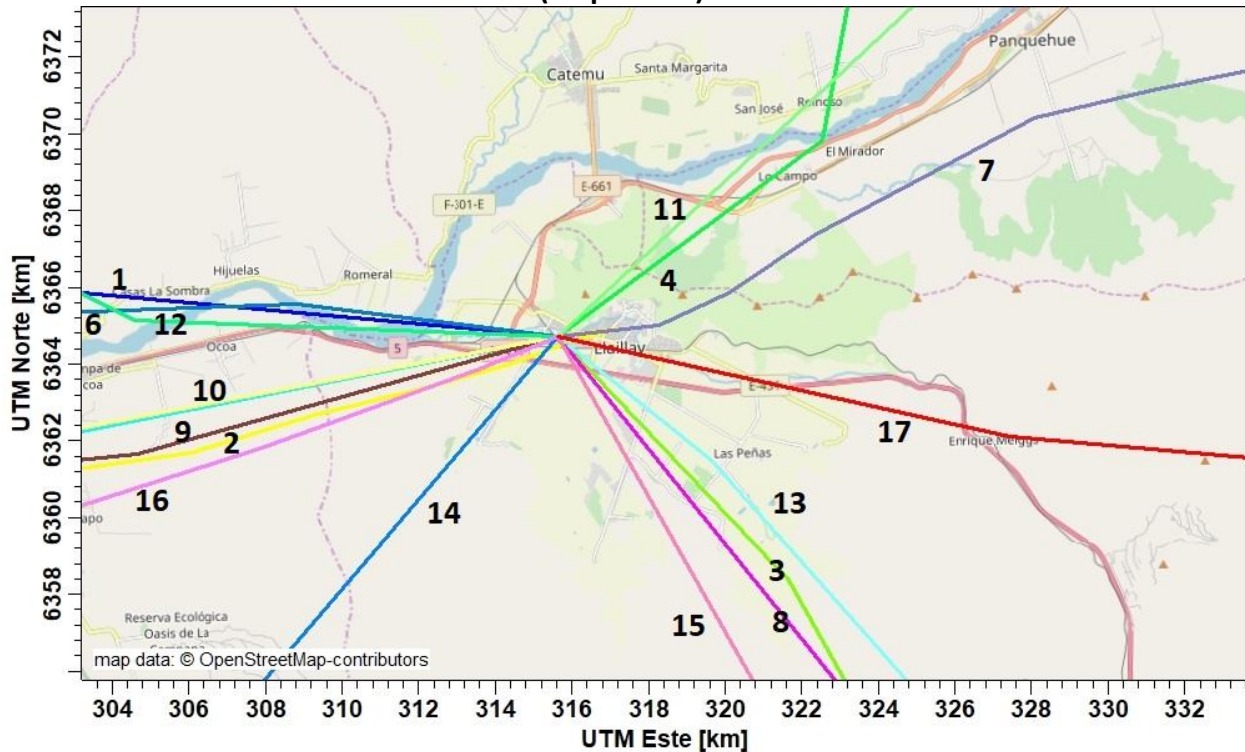 6372
6370
6368
6366
6364
6362
6360
6358
UTM Norte [km]
Panquehue
Catemu
Santa Margarita
San José
El Mirador
7
Lo Campo
E-661
F-301-E
11
Hijuelas
Romeral
4
1
Casas La Sombra
6
12
Ocoa
5
Llaillay
10
9
2
17
Enrique Meiggs
Las Peñas
16
14
13
3
15
8
Reserva Ecológica
Oasis de La
Campana
map data: © OpenStreetMap-contributors
304 306 308 310 312 314 316 318 320 322 324 326 328 330 332
UTM Este [km]